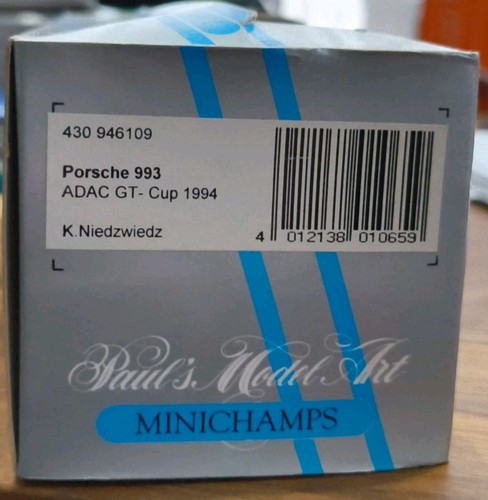 430 946109
Porsche 993
ADAC GT- Cup 1994
K.Niedzwiedz
4 012138 010659
Paul's Model Art
MINICHAMPS